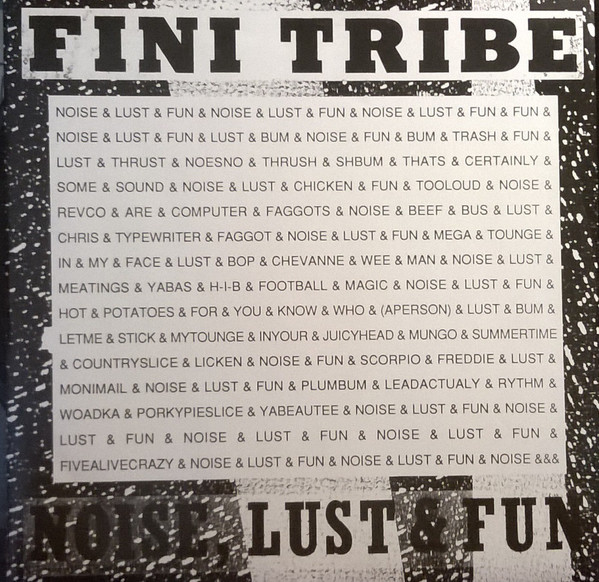 FINI TRIBE
NOISE & LUST & FUN & NOISE & LUST & FUN & NOISE & LUST & FUN & FUN &
NOISE & LUST & FUN & LUST & BUM & NOISE & FUN & BUM & TRASH & FUN &
LUST & THRUST & NOESNO & THRUSH & SHBUM & THATS & CERTAINLY &
SOME & SOUND & NOISE & LUST & CHICKEN & FUN & TOOLOUD & NOISE &
REVCO & ARE & COMPUTER & FAGGOTS & NOISE & BEEF & BUS & LUST &
CHRIS & TYPEWRITER & FAGGOT & NOISE & LUST & FUN & MEGA & TOUNGE &
IN & MY & FACE & LUST & BOP & CHEVANNE & WEE & MAN & NOISE & LUST &
MEATINGS & YABAS & H-I-B & FOOTBALL & MAGIC & NOISE & LUST & FUN &
HOT & POTATOES & FOR & YOU & KNOW & WHO & (APERSON) & LUST & BUM &
LETME & STICK & MYTOUNGE & INYOUR & JUICYHEAD & MUNGO & SUMMERTIME
& COUNTRYSLICE & LICKEN & NOISE & FUN & SCORPIO & FREDDIE & LUST &
MONIMAIL & NOISE & LUST & FUN & PLUMBUM & LEADACTUALY & RYTHM &
WOADKA & PORKYPIESLICE & YABEAUTEE & NOISE & LUST & FUN & NOISE &
LUST & FUN & NOISE & LUST & FUN & NOISE & LUST & FUN &
FIVEALIVECRAZY & NOISE & LUST & FUN & NOISE & LUST & FUN & NOISE &&&
NOISE, LUST & FUN